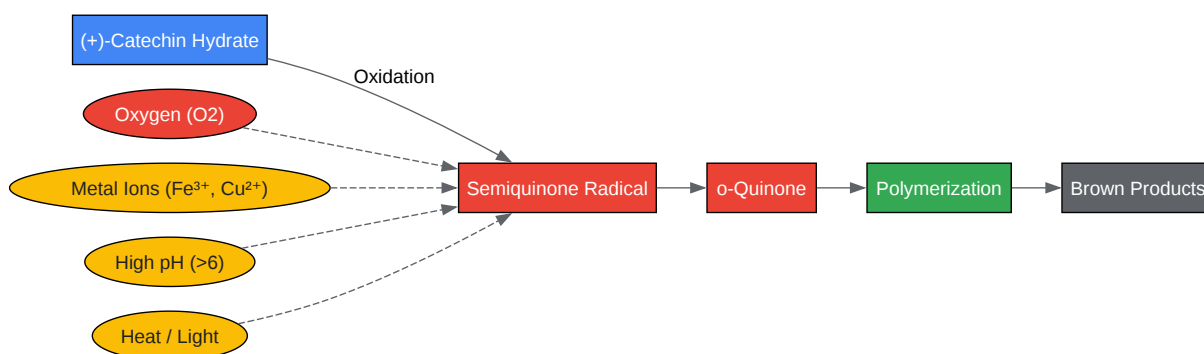 (+)-Catechin Hydrate
Oxidation
Oxygen (O2)
Metal Ions (Fe³⁺, Cu²⁺)
Semiquinone Radical
o-Quinone
Polymerization
Brown Products
High pH (>6)
Heat / Light